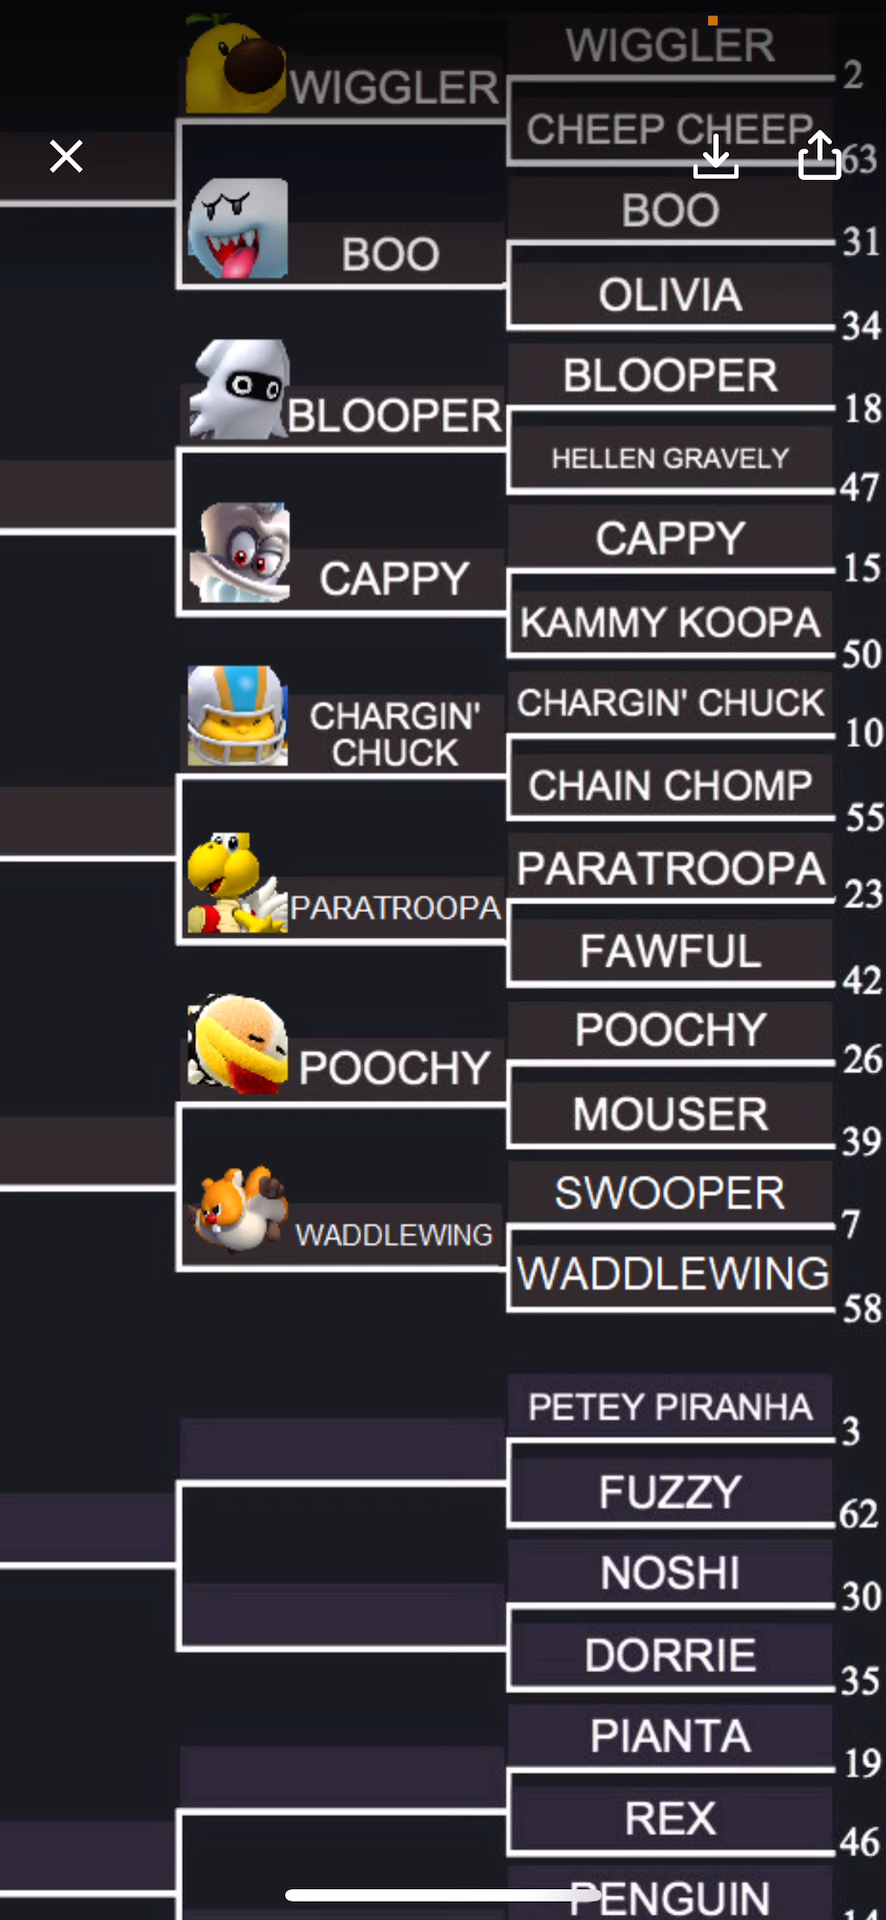 WIGGLER
2
WIGGLER
CHEEP CHEEP
63
BOO
31
BOO
OLIVIA
34
BLOOPER
18
BLOOPER
HELLEN GRAVELY
47
CAPPY
15
CAPPY
KAMMY KOOPA
50
CHARGIN' CHUCK
10
CHARGIN'
CHUCK
CHAIN CHOMP
55
PARATROOPA
23
PARATROOPA
FAWFUL
42
POOCHY
26
POOCHY
MOUSER
39
SWOOPER
7
WADDLEWING
WADDLEWING
58
PETEY PIRANHA
3
FUZZY
62
NOSHI
30
DORRIE
35
PIANTA
19
REX
46
PENGUIN
14